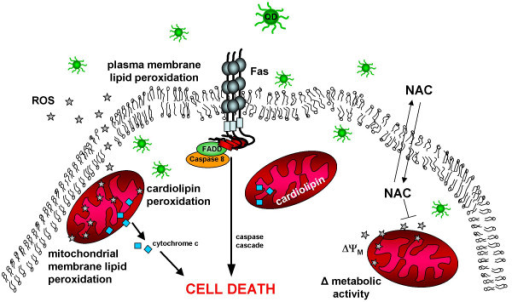 QD
plasma membrane
lipid peroxidation
Fas
ROS
NAC
FADD
Caspase 8
cardiolipin
peroxidation
cardiolipin
NAC
cytochrome c
caspase
cascade
ΔΨM
mitochondrial
membrane lipid
peroxidation
Δ metabolic
activity
CELL DEATH